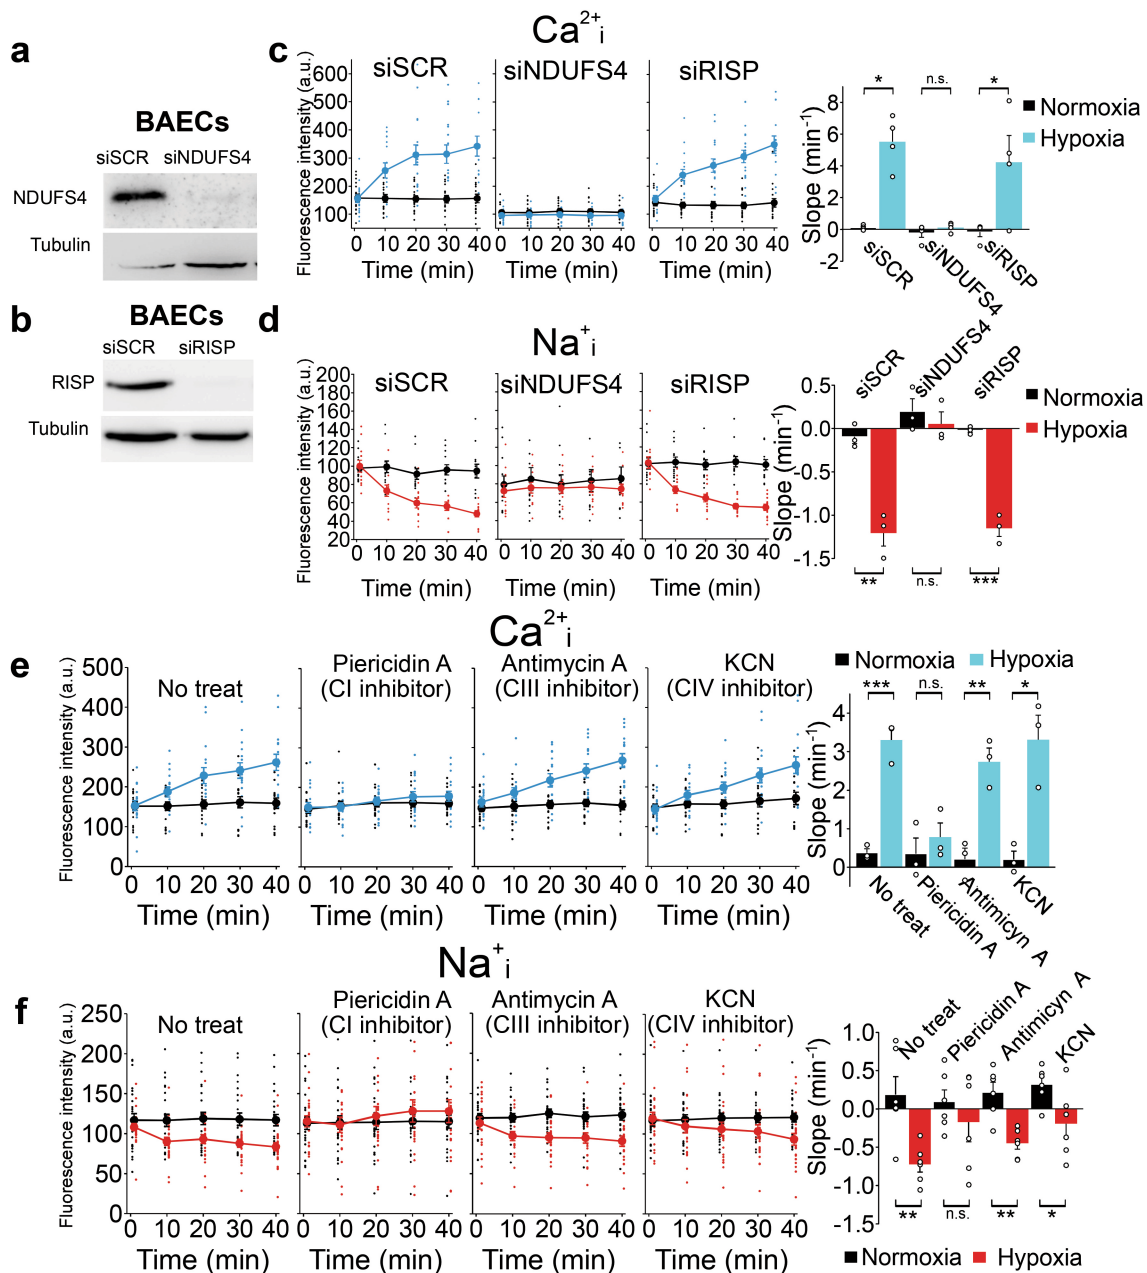 a
BAECs
siSCR siNDUFS4
NDUFS4
Tubulin
b
BAECs
siSCR siRISP
RISP
Tubulin
c
Ca2+i
Fluorescence intensity (a.u.)
600
500
400
300
200
100
siSCR
siNDUFS4
siRISP
0 10 20 30 40
0 10 20 30 40
0 10 20 30 40
Time (min)
Time (min)
Time (min)
Slope (min-1)
8
6
4
2
0
-2
* n.s. *
Normoxia
Hypoxia
siSCR
siNDUFS4
siRISP
d
Na+i
Fluorescence intensity (a.u.)
200
180
160
140
120
100
80
60
40
20
siSCR
siNDUFS4
siRISP
0 10 20 30 40
0 10 20 30 40
0 10 20 30 40
Time (min)
Time (min)
Time (min)
siSCR
siNDUFS4
siRISP
Slope (min-1)
0.5
0.0
-0.5
-1.0
-1.5
Normoxia
Hypoxia
** n.s. ***
e
Ca2+i
Fluorescence intensity (a.u.)
500
400
300
200
100
0
No treat
Piericidin A
(CI inhibitor)
Antimycin A
(CIII inhibitor)
KCN
(CIV inhibitor)
0 10 20 30 40
0 10 20 30 40
0 10 20 30 40
0 10 20 30 40
Time (min)
Time (min)
Time (min)
Time (min)
Normoxia Hypoxia
*** n.s. ** *
Slope (min-1)
4
3
2
1
0
No treat
Piericidin A
Antimicyn A
KCN
f
Na+i
Fluorescence intensity (a.u.)
250
200
150
100
50
0
No treat
Piericidin A
(CI inhibitor)
Antimycin A
(CIII inhibitor)
KCN
(CIV inhibitor)
0 10 20 30 40
0 10 20 30 40
0 10 20 30 40
0 10 20 30 40
Time (min)
Time (min)
Time (min)
Time (min)
No treat
Piericidin A
Antimicyn A
KCN
Slope (min-1)
1.0
0.5
0.0
-0.5
-1.0
-1.5
** n.s. ** *
Normoxia Hypoxia